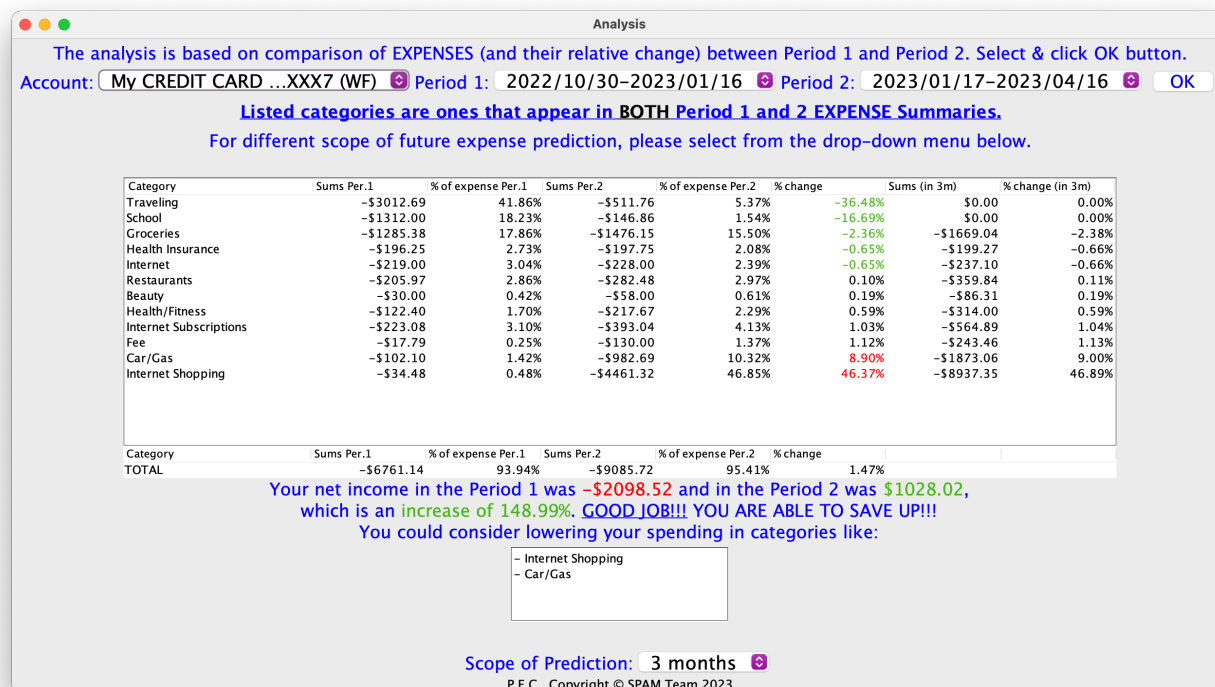 Analysis
The analysis is based on comparison of EXPENSES (and their relative change) between Period 1 and Period 2. Select & click OK button.
Account: My CREDIT CARD ...XXX7 (WF) Period 1: 2022/10/30-2023/01/16 Period 2: 2023/01/17-2023/04/16 OK
Listed categories are ones that appear in BOTH Period 1 and 2 EXPENSE Summaries.
For different scope of future expense prediction, please select from the drop-down menu below.
Category Sums Per.1 % of expense Per.1 Sums Per.2 % of expense Per.2 % change Sums (in 3m) % change (in 3m)
Traveling -$3012.69 41.86% -$511.76 5.37% -36.48% $0.00 0.00%
School -$1312.00 18.23% -$146.86 1.54% -16.69% $0.00 0.00%
Groceries -$1285.38 17.86% -$1476.15 15.50% -2.36% -$1669.04 -2.38%
Health Insurance -$196.25 2.73% -$197.75 2.08% -0.65% -$199.27 -0.66%
Internet -$219.00 3.04% -$228.00 2.39% -0.65% -$237.10 -0.66%
Restaurants -$205.97 2.86% -$282.48 2.97% 0.10% -$359.84 0.11%
Beauty -$30.00 0.42% -$58.00 0.61% 0.19% -$86.31 0.19%
Health/Fitness -$122.40 1.70% -$217.67 2.29% 0.59% -$314.00 0.59%
Internet Subscriptions -$223.08 3.10% -$393.04 4.13% 1.03% -$564.89 1.04%
Fee -$17.79 0.25% -$130.00 1.37% 1.12% -$243.46 1.13%
Car/Gas -$102.10 1.42% -$982.69 10.32% 8.90% -$1873.06 9.00%
Internet Shopping -$34.48 0.48% -$4461.32 46.85% 46.37% -$8937.35 46.89%
Category Sums Per.1 % of expense Per.1 Sums Per.2 % of expense Per.2 % change
TOTAL -$6761.14 93.94% -$9085.72 95.41% 1.47%
Your net income in the Period 1 was -$2098.52 and in the Period 2 was $1028.02,
which is an increase of 148.99%. GOOD JOB!!! YOU ARE ABLE TO SAVE UP!!!
You could consider lowering your spending in categories like:
- Internet Shopping
- Car/Gas
Scope of Prediction: 3 months
P.E.C. Copyright © SPAM Team 2023